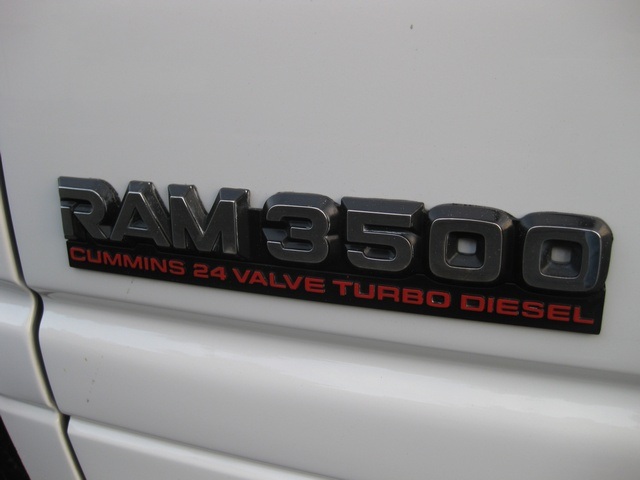 RAM 3500
CUMMINS 24 VALVE TURBO DIESEL